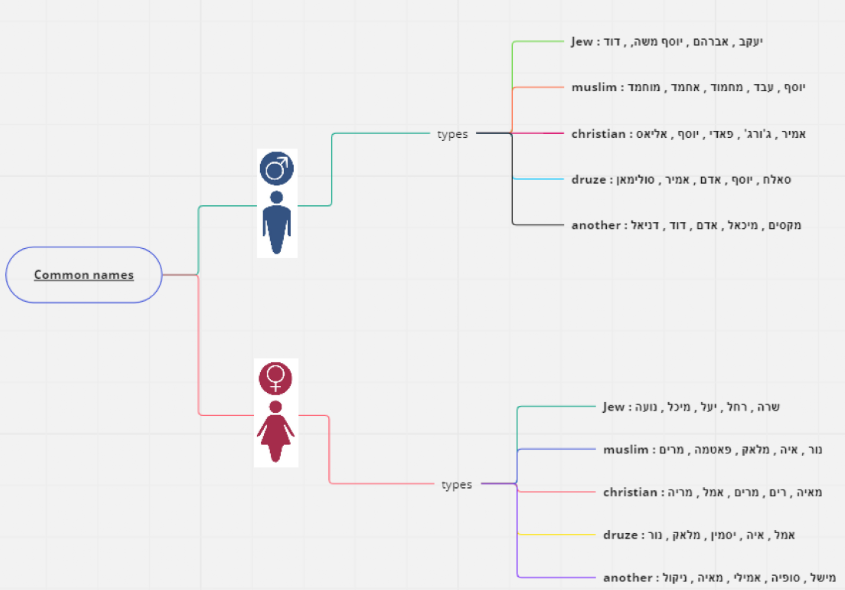 Jew : יעקב , אברהם , יוסף משה, , דוד
muslim : יוסף , עבד , מחמוד , אחמד , מוחמד
types
christian : אמיר , ג'ורג' , פאדי , יוסף , אליאס
druze : סאלח , יוסף , אדם , אמיר , סולימאן
another : מקסים , מיכאל , אדם , דוד , דניאל
Common names
Jew : שרה , רחל , יעל , מיכל , נועה
muslim : נור , איה , מלאק , פאטמה , מרים
types
christian : מאיה , רים , מרים , אמל , מריה
druze : אמל , איה , יסמין , מלאק , נור
another : מישל , סופיה , אמילי , מאיה , ניקול